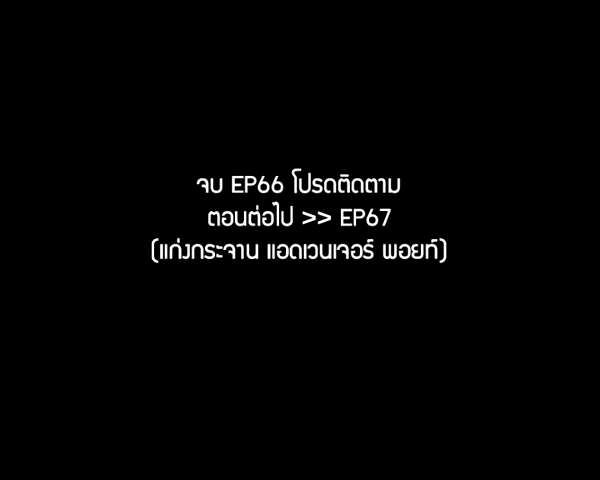 จบ EP66 โปรดติดตาม
ตอนต่อไป >> EP67
(แก่งกระจาน แอดเวนเจอร์ พอยท์)